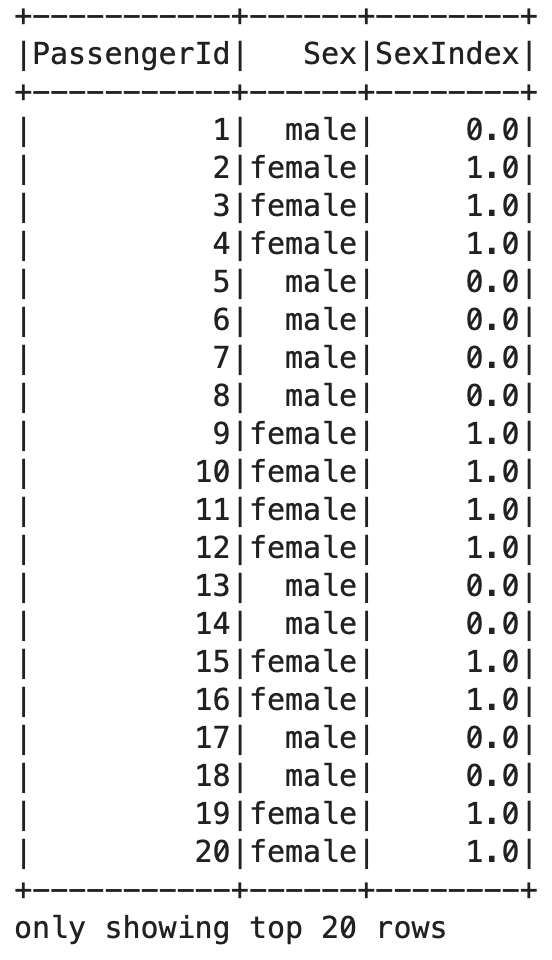 +-----------+------+--------+
|PassengerId|   Sex|SexIndex|
+-----------+------+--------+
|          1|  male|     0.0|
|          2|female|     1.0|
|          3|female|     1.0|
|          4|female|     1.0|
|          5|  male|     0.0|
|          6|  male|     0.0|
|          7|  male|     0.0|
|          8|  male|     0.0|
|          9|female|     1.0|
|         10|female|     1.0|
|         11|female|     1.0|
|         12|female|     1.0|
|         13|  male|     0.0|
|         14|  male|     0.0|
|         15|female|     1.0|
|         16|female|     1.0|
|         17|  male|     0.0|
|         18|  male|     0.0|
|         19|female|     1.0|
|         20|female|     1.0|
+-----------+------+--------+
only showing top 20 rows